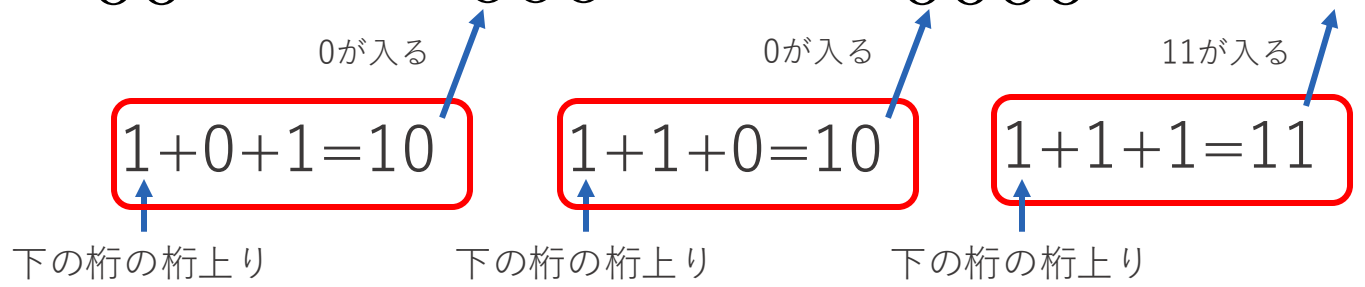 0が入る 0が入る 11が入る
1+0+1=10 1+1+0=10 1+1+1=11
下の桁の桁上り 下の桁の桁上り 下の桁の桁上り